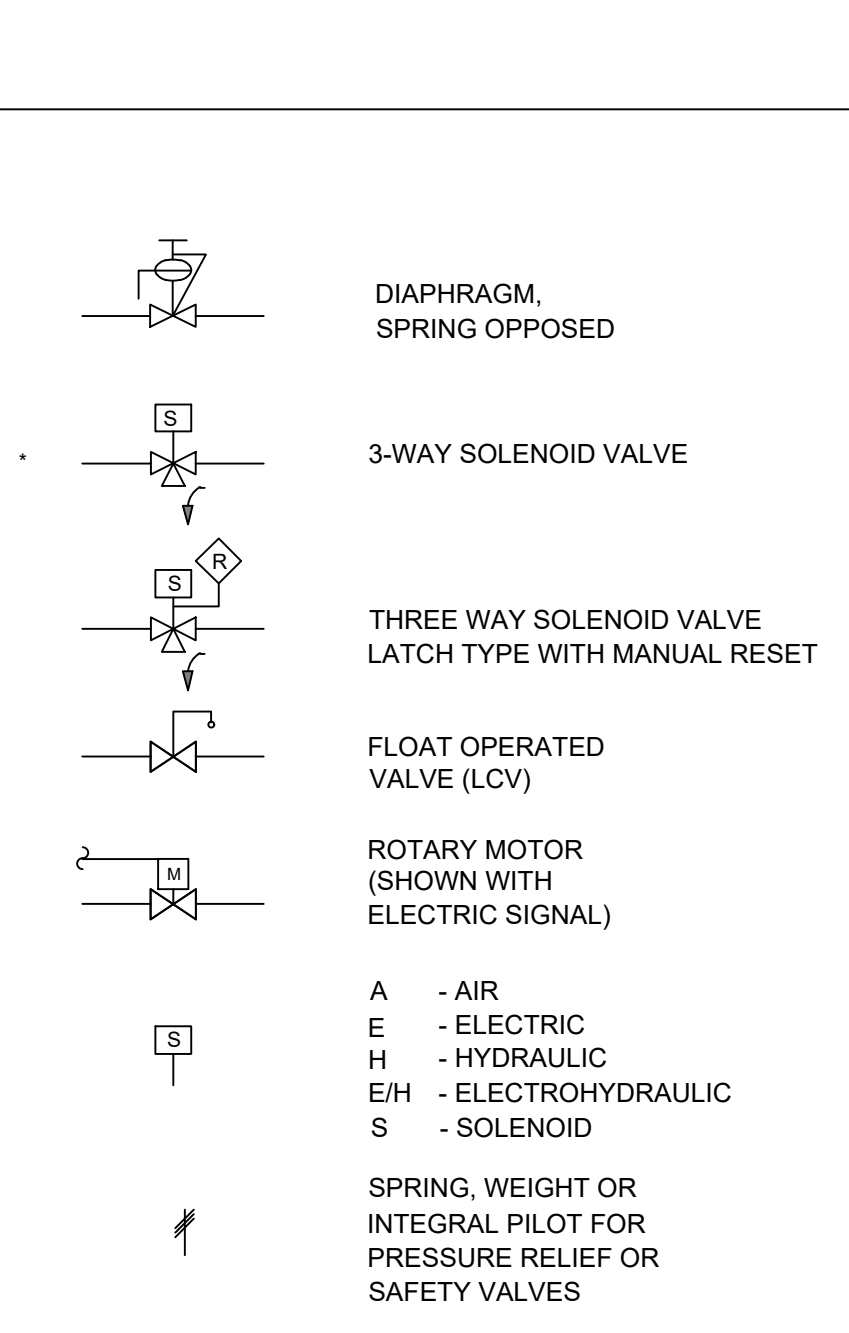 DIAPHRAGM,
SPRING OPPOSED
S
* 3-WAY SOLENOID VALVE
R
S
THREE WAY SOLENOID VALVE
LATCH TYPE WITH MANUAL RESET
FLOAT OPERATED
VALVE (LCV)
ROTARY MOTOR
M
(SHOWN WITH
ELECTRIC SIGNAL)
A - AIR
E - ELECTRIC
S
H - HYDRAULIC
E/H - ELECTROHYDRAULIC
S - SOLENOID
SPRING, WEIGHT OR
INTEGRAL PILOT FOR
PRESSURE RELIEF OR
SAFETY VALVES